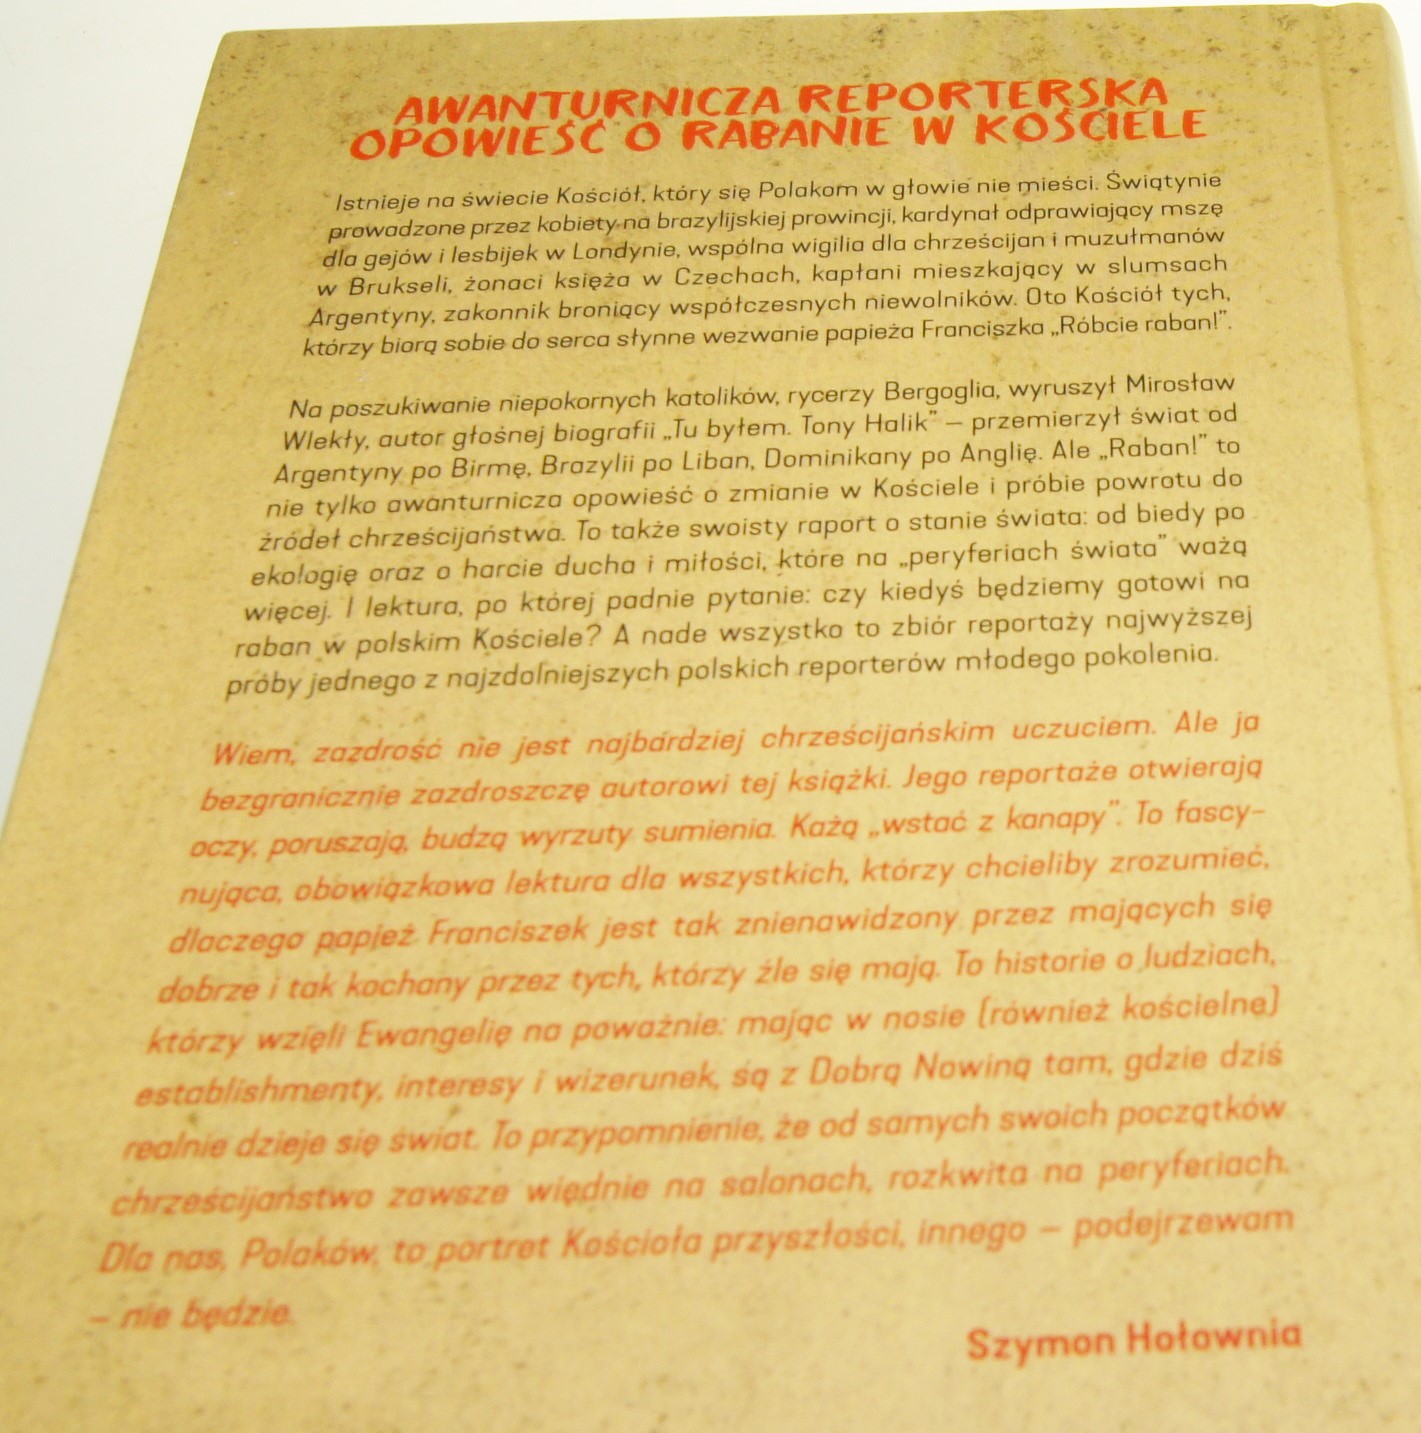 AWANTURNICZA REPORTERSKA
OPOWIEŚĆ O RABANIE W KOŚCIELE
Istnieje na świecie Kościół, który się Polakom w głowie nie mieści. Świątynie
prowadzone przez kobiety na brazylijskiej prowincji, kardynał odprawiający mszę
dla gejów i lesbijek w Londynie, wspólna wigilia dla chrześcijan i muzułmanów
w Brukseli, żonaci księża w Czechach, kapłani mieszkający w slumsach
Argentyny, zakonnik broniący współczesnych niewolników. Oto Kościół tych,
którzy biorą sobie do serca słynne wezwanie papieża Franciszka „Róbcie raban!”.
Na poszukiwanie niepokornych katolików, rycerzy Bergoglia, wyruszył Mirosław
Wlekły, autor głośnej biografii „Tu byłem. Tony Halik” – przemierzył świat od
Argentyny po Birmę, Brazylii po Liban, Dominikany po Anglię. Ale „Raban!” to
nie tylko awanturnicza opowieść o zmianie w Kościele i próbie powrotu do
źródeł chrześcijaństwa. To także swoisty raport o stanie świata: od biedy po
ekologię oraz o harcie ducha i miłości, które na „peryferiach świata” ważą
więcej. I lektura, po której padnie pytanie: czy kiedyś będziemy gotowi na
raban w polskim Kościele? A nade wszystko to zbiór reportaży najwyższej
próby jednego z najzdolniejszych polskich reporterów młodego pokolenia.
Wiem, zazdrość nie jest najbardziej chrześcijańskim uczuciem. Ale ja
bezgranicznie zazdroszczę autorowi tej książki. Jego reportaże otwierają
oczy, poruszają, budzą wyrzuty sumienia. Każą „wstać z kanapy”. To fascy-
nująca, obowiązkowa lektura dla wszystkich, którzy chcieliby zrozumieć,
dlaczego papież Franciszek jest tak znienawidzony przez mających się
dobrze i tak kochany przez tych, którzy źle się mają. To historie o ludziach,
którzy wzięli Ewangelię na poważnie: mając w nosie (również kościelne)
establishmenty, interesy i wizerunek, są z Dobrą Nowiną tam, gdzie dziś
realnie dzieje się świat. To przypomnienie, że od samych swoich początków
chrześcijaństwo zawsze więdnie na salonach, rozkwita na peryferiach.
Dla nas, Polaków, to portret Kościoła przyszłości, innego – podejrzewam
– nie będzie.
Szymon Hołownia